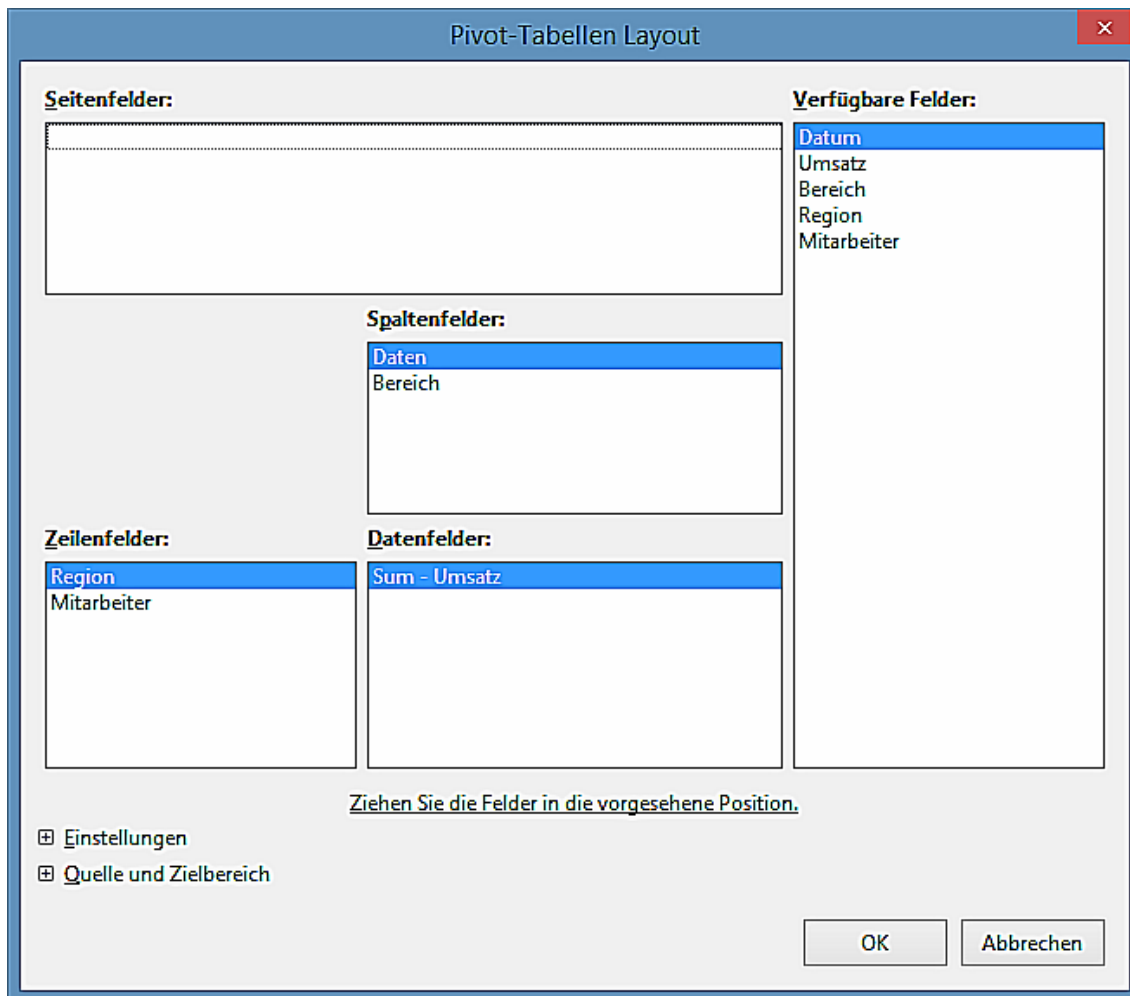 Pivot-Tabellen Layout
Seitenfelder:
Verfügbare Felder:
Datum
Umsatz
Bereich
Region
Mitarbeiter
Spaltenfelder:
Daten
Bereich
Zeilenfelder:
Region
Mitarbeiter
Datenfelder:
Sum - Umsatz
Ziehen Sie die Felder in die vorgesehene Position.
Einstellungen
Quelle und Zielbereich
OK
Abbrechen